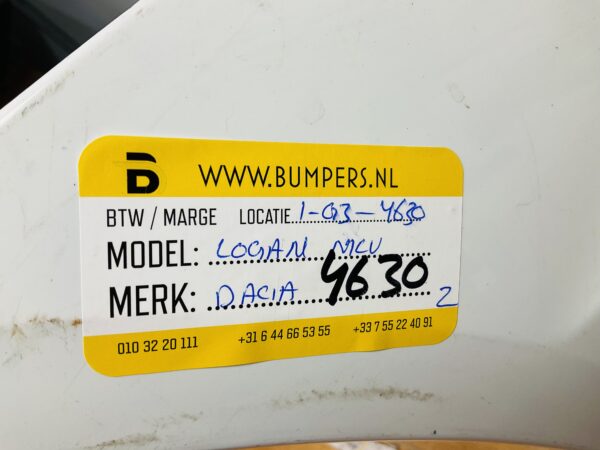 WWW.BUMPERS.NL
BTW / MARGE LOCATIE 1-G3-4630
MODEL: LOGAN MCV
MERK: DACIA 4630 2
010 32 20 111 +31 6 44 66 53 55 +33 7 55 22 40 91